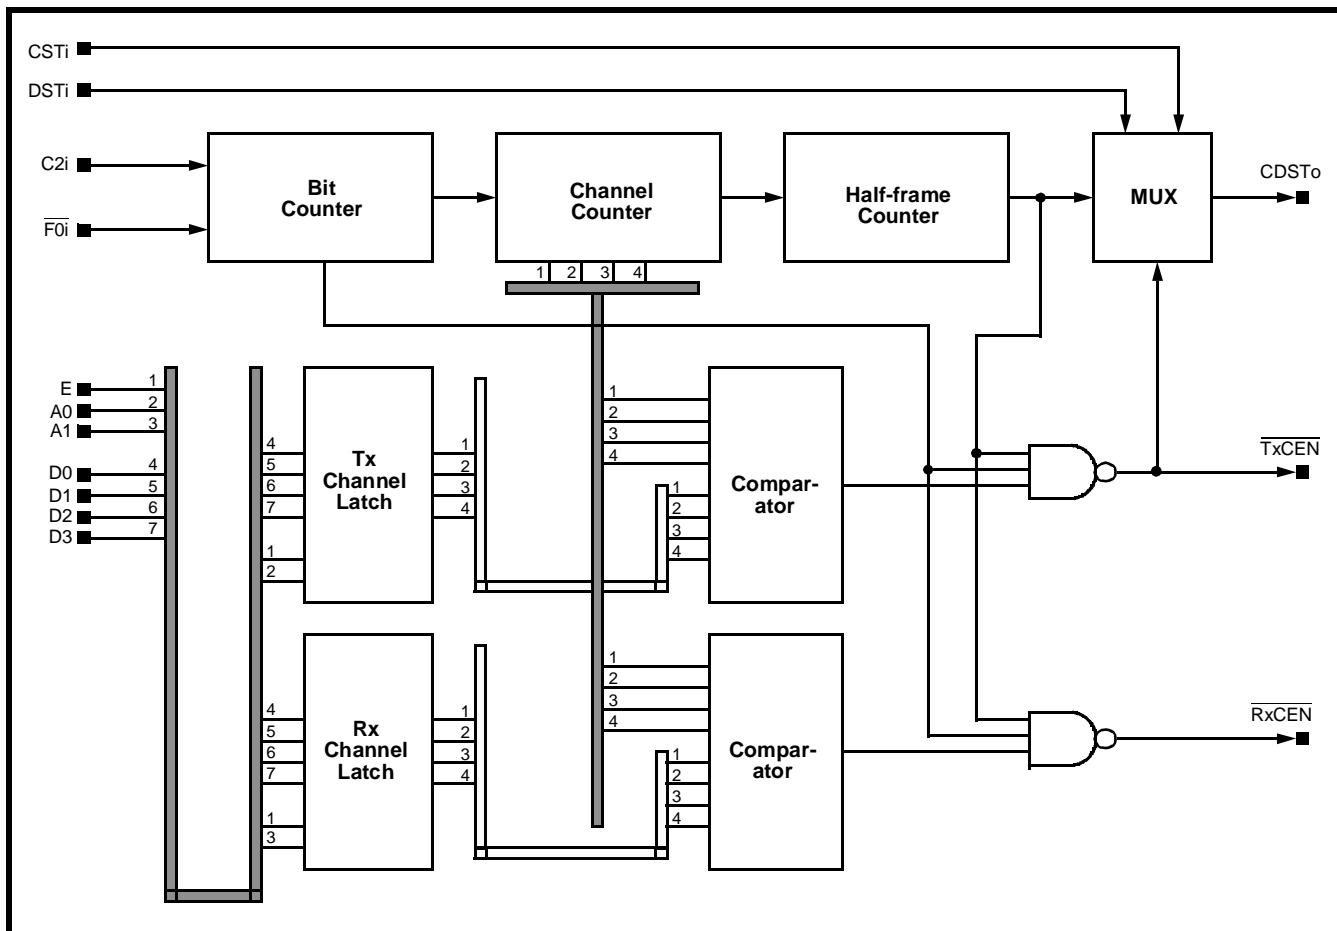 CSTi
DSTi
C2i
F0i
Bit
Counter
Channel
Counter
Half-frame
Counter
MUX
CDSTo
1 2 3 4
E 1
A0 2
A1 3
D0 4
D1 5
D2 6
D3 7
4
5
6
7
1
2
Tx
Channel
Latch
1
2
3
4
1
2
3
4
1
2
3
4
Compar-
ator
TxCEN
4
5
6
7
1
3
Rx
Channel
Latch
1
2
3
4
1
2
3
4
1
2
3
4
Compar-
ator
RxCEN